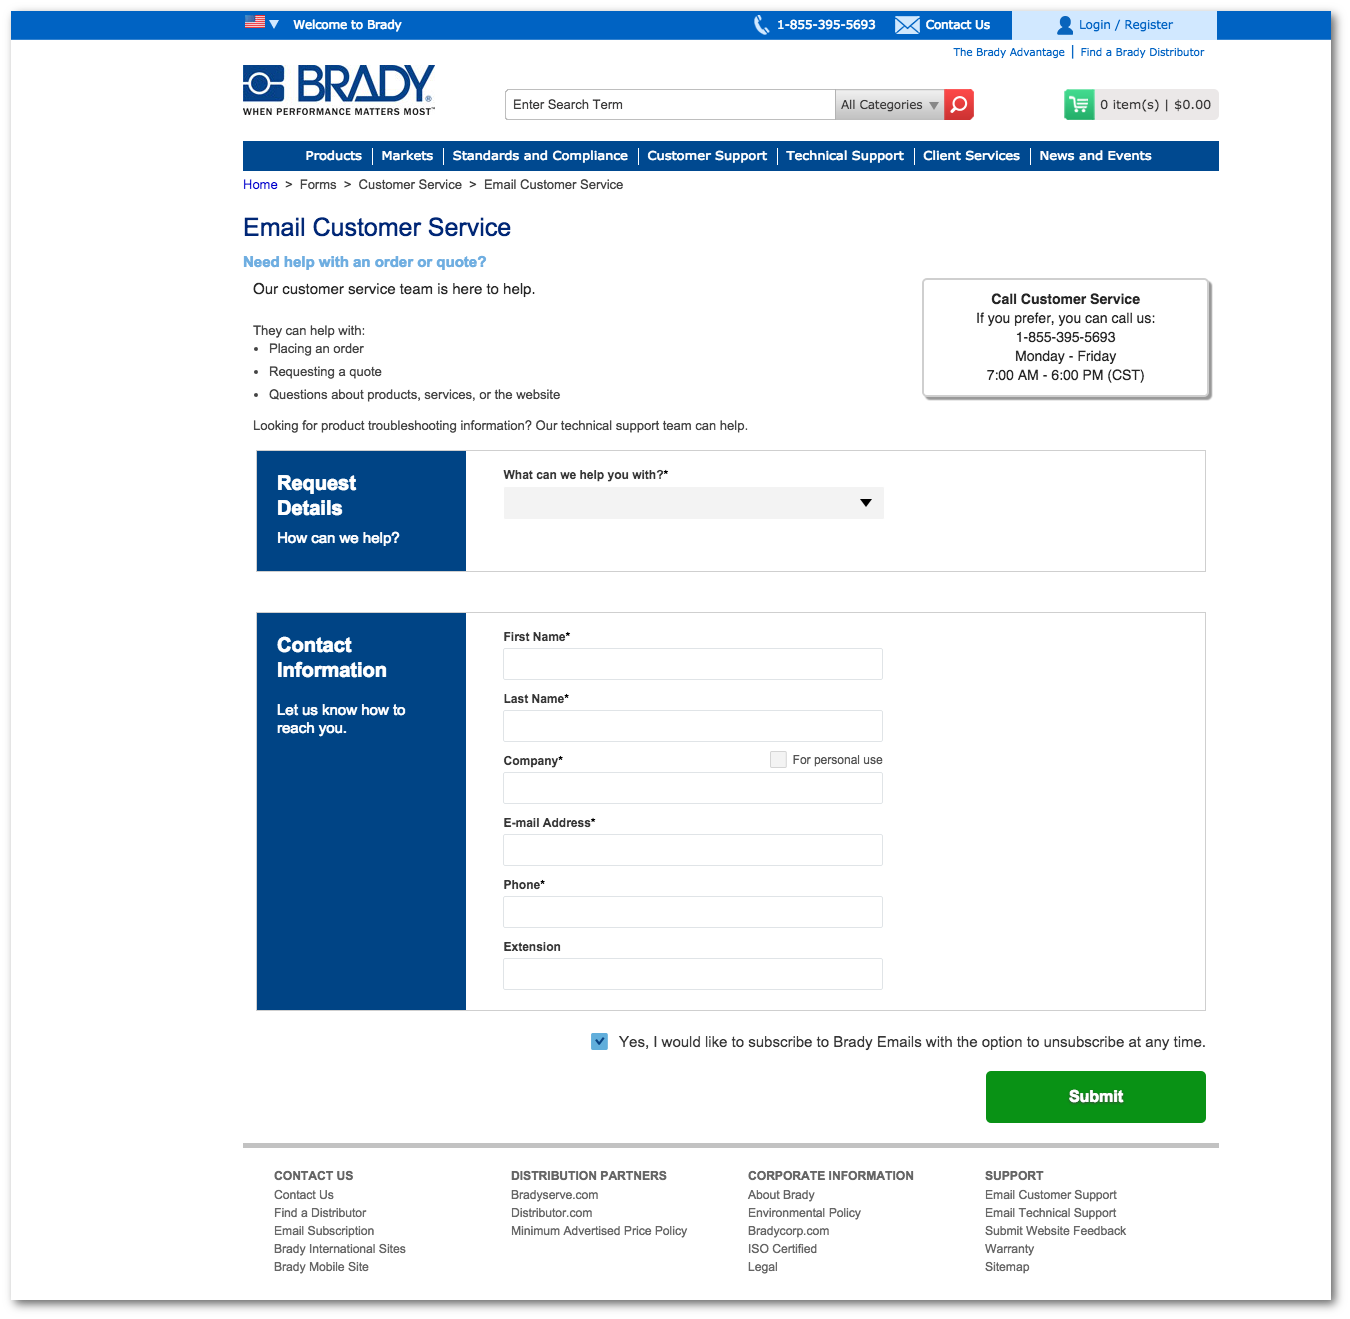 Welcome to Brady
1-855-395-5693
Contact Us
Login / Register
The Brady Advantage | Find a Brady Distributor
BRADY®
WHEN PERFORMANCE MATTERS MOST™
Enter Search Term
All Categories
0 item(s) | $0.00
Products
Markets
Standards and Compliance
Customer Support
Technical Support
Client Services
News and Events
Home > Forms > Customer Service > Email Customer Service
Email Customer Service
Need help with an order or quote?
Our customer service team is here to help.
They can help with:
• Placing an order
• Requesting a quote
• Questions about products, services, or the website
Looking for product troubleshooting information? Our technical support team can help.
Call Customer Service
If you prefer, you can call us:
1-855-395-5693
Monday - Friday
7:00 AM - 6:00 PM (CST)
Request
Details
How can we help?
What can we help you with?*
Contact
Information
Let us know how to
reach you.
First Name*
Last Name*
Company*
For personal use
E-mail Address*
Phone*
Extension
Yes, I would like to subscribe to Brady Emails with the option to unsubscribe at any time.
Submit
CONTACT US
Contact Us
Find a Distributor
Email Subscription
Brady International Sites
Brady Mobile Site
DISTRIBUTION PARTNERS
Bradyserve.com
Distributor.com
Minimum Advertised Price Policy
CORPORATE INFORMATION
About Brady
Environmental Policy
Bradycorp.com
ISO Certified
Legal
SUPPORT
Email Customer Support
Email Technical Support
Submit Website Feedback
Warranty
Sitemap